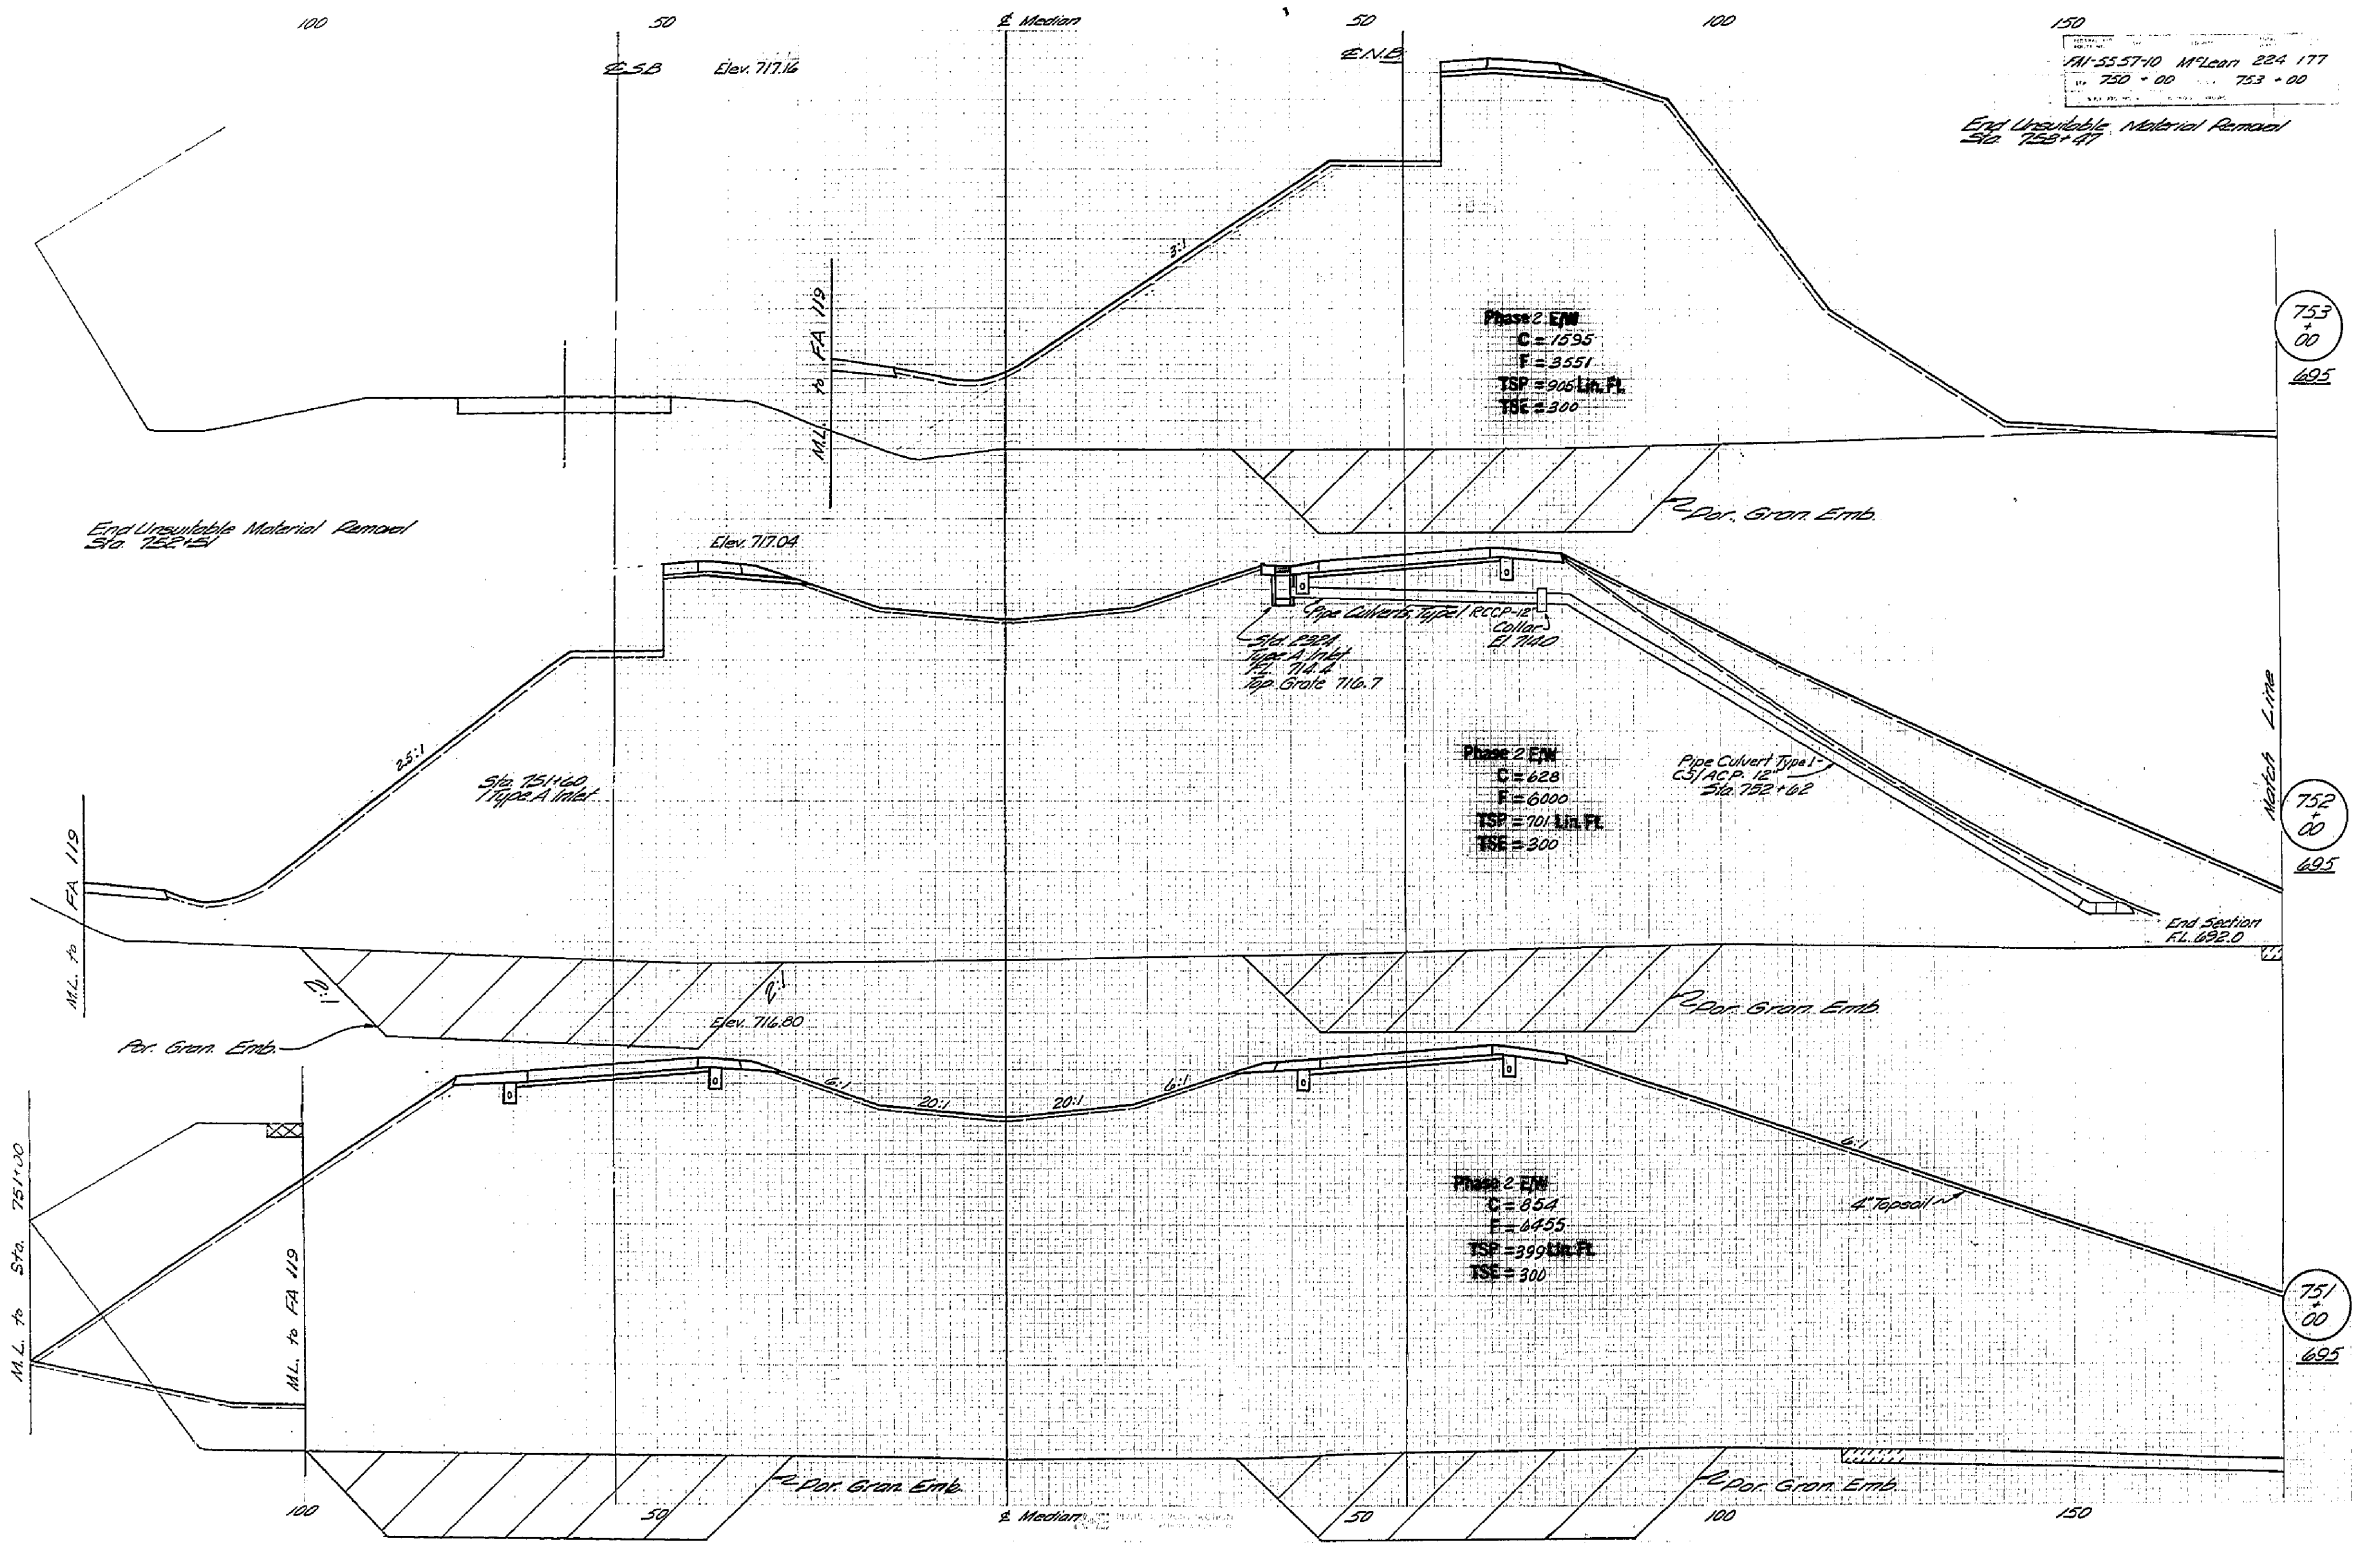 100
50
℄ Median
50
100
150
℄ S.B
Elev. 717.16
℄ N.B.
FAI-55 57-10 McLean 224 177
750 + 00 753 + 00
End Unsuitable Material Removal
Sta. 753+47
3:1
M.L. to FA 119
Phase 2 E/W
C = 1595
F = 3551
TSP = 905 Lin. Ft.
TSE = 300
753
+
00
695
Por. Gran. Emb.
End Unsuitable Material Removal
Sta. 752+51
Elev. 717.04
Pipe Culverts, Type 1 RCCP-12"
Collar
El 714.0
Std. 2324
Type A Inlet
F.L. 714.4
Top Grate 716.7
2.5:1
Sta. 751+60
1 Type A Inlet
Phase 2 E/W
C = 628
F = 6000
TSP = 701 Lin. Ft.
TSE = 300
Pipe Culvert Type 1-
CS/ACP. 12"
Sta. 752+62
Match Line
752
+
00
695
M.L. to FA 119
End Section
F.L. 692.0
2:1
2:1
Por. Gran. Emb.
Elev. 716.80
Por. Gran. Emb.
6:1
20:1
20:1
6:1
6:1
4" Topsoil
M.L. to Sta. 751+00
M.L. to FA 119
Phase 2 E/W
C = 854
F = 6455
TSP = 399 Lin. Ft.
TSE = 300
751
+
00
695
Por. Gran. Emb.
Por. Gran. Emb.
100
50
℄ Median
50
100
150